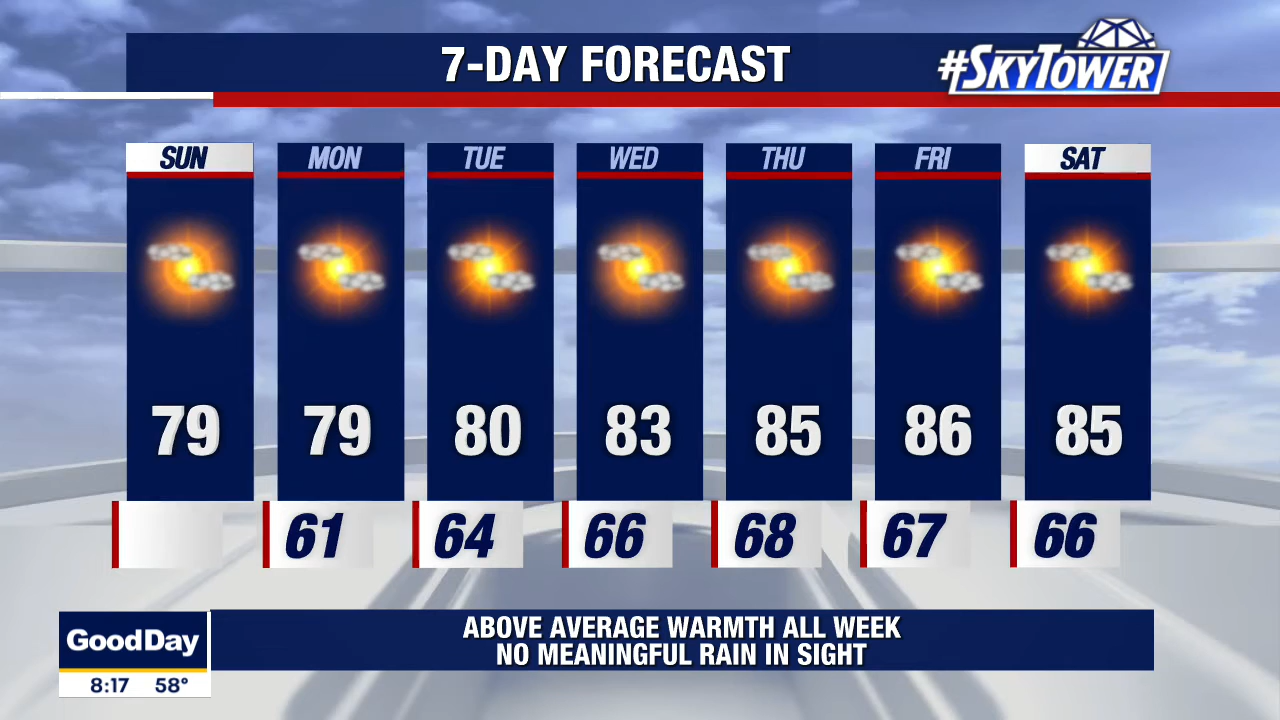 7-DAY FORECAST
#SKYTOWER
SUN MON TUE WED THU FRI SAT
79 79 80 83 85 86 85
61 64 66 68 67 66
GoodDay
8:17 58°
ABOVE AVERAGE WARMTH ALL WEEK
NO MEANINGFUL RAIN IN SIGHT